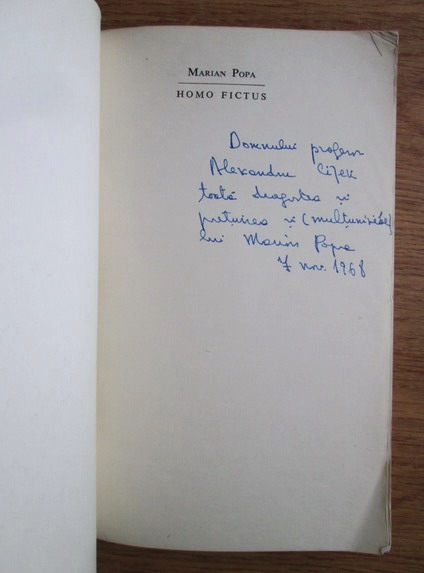 Marian Popa
HOMO FICTUS
Domnului profesor
Alexandru Cizek
toată dragostea și
prețuirea și (mulțumirile)
lui Marian Popa
7 nov. 1968